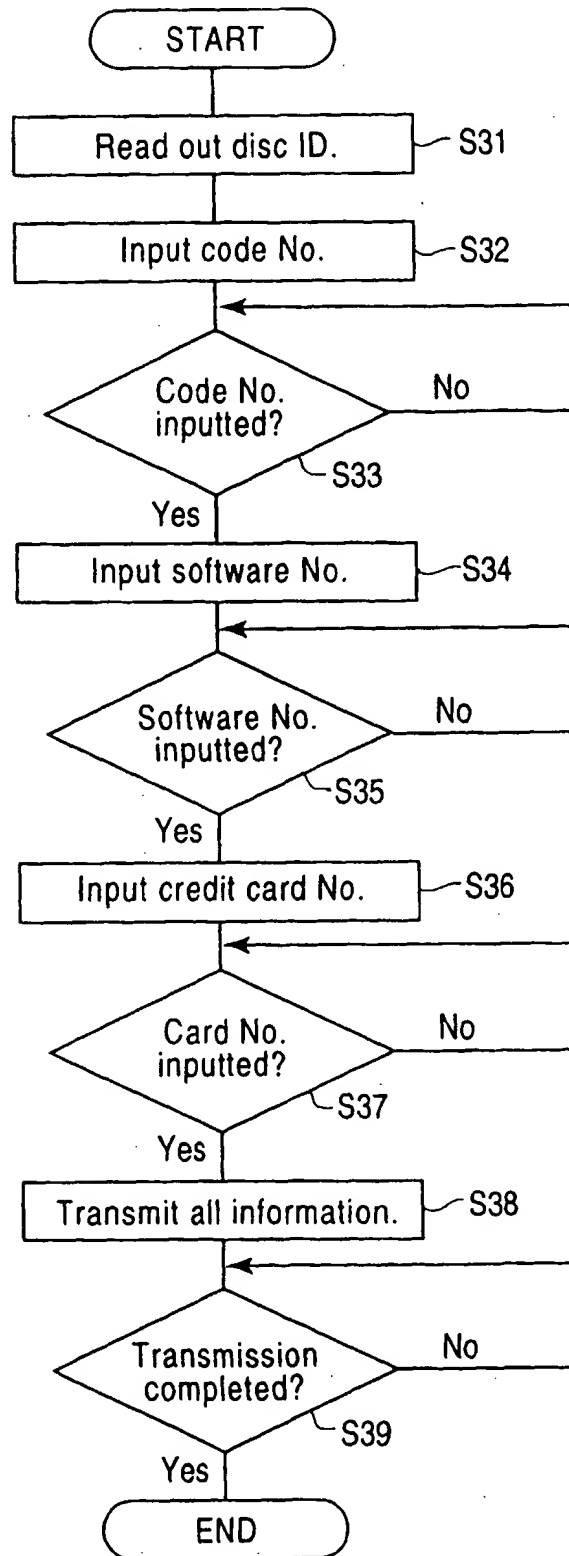 START
Read out disc ID.
S31
Input code No.
S32
Code No.
inputted?
No
S33
Yes
Input software No.
S34
Software No.
inputted?
No
S35
Yes
Input credit card No.
S36
Card No.
inputted?
No
S37
Yes
Transmit all information.
S38
Transmission
completed?
No
S39
Yes
END